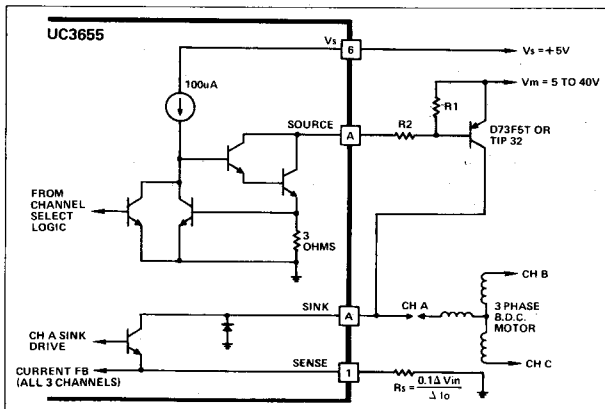 UC3655
Vs
6
Vs = +5V
100uA
Vm = 5 TO 40V
R1
SOURCE
A
R2
D73F5T OR
TIP 32
FROM
CHANNEL
SELECT
LOGIC
3
OHMS
CH B
SINK
A
CH A
3 PHASE
B.D.C.
MOTOR
CH A SINK
DRIVE
SENSE
1
CH C
CURRENT FB
(ALL 3 CHANNELS)
Rs = 0.1Δ Vin
Δ Io